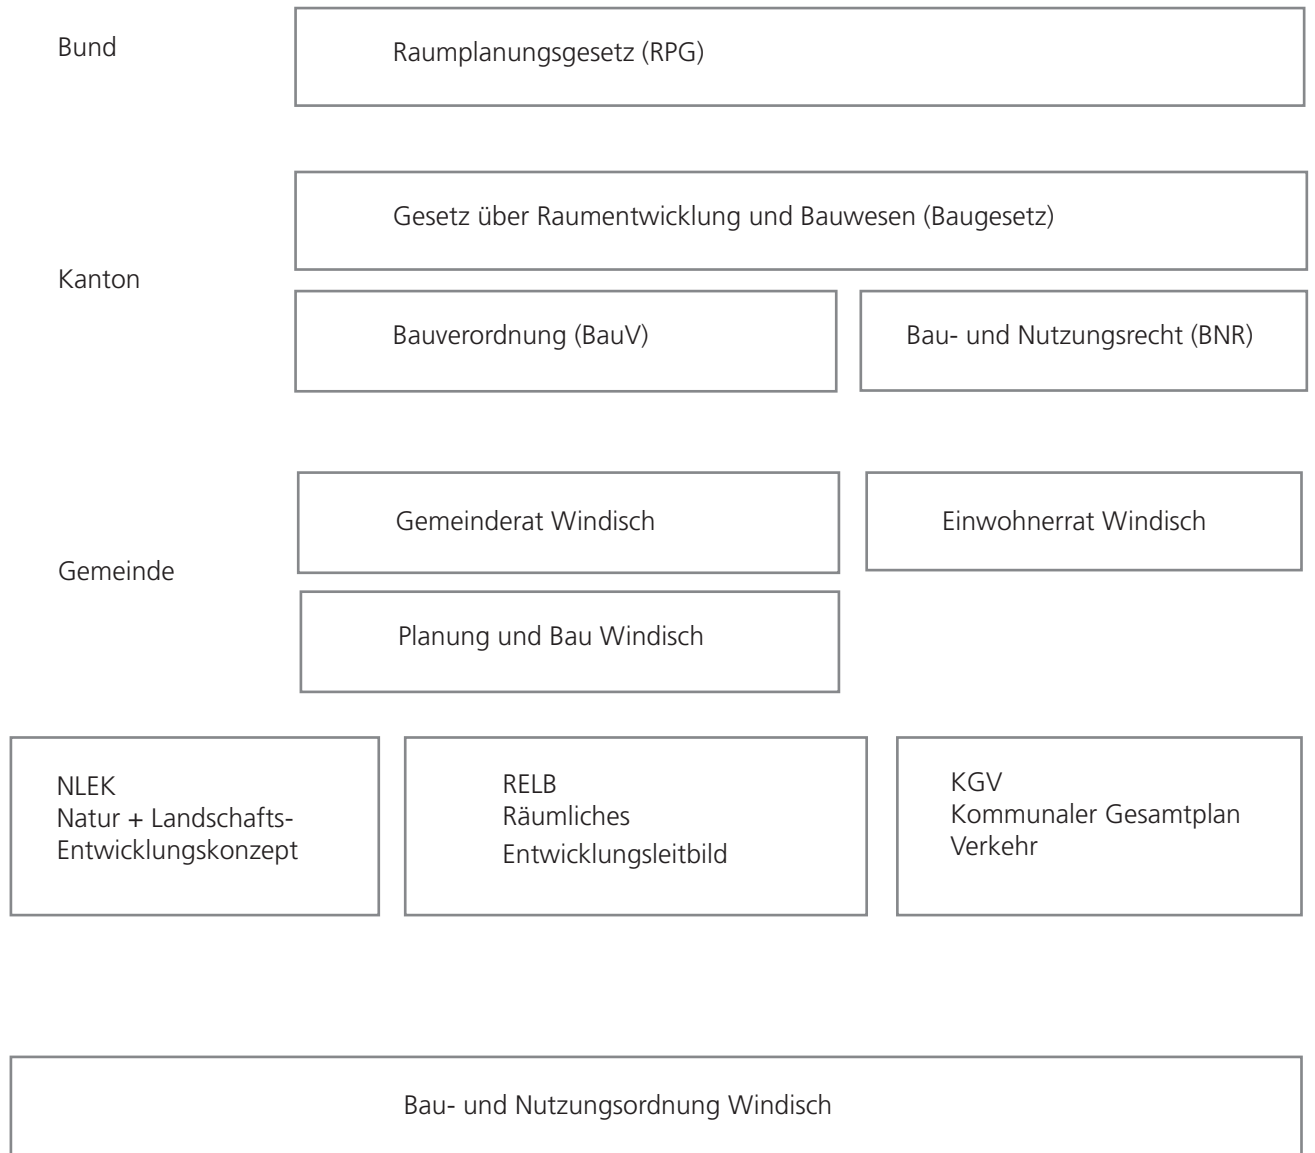 Bund
Raumplanungsgesetz (RPG)
Gesetz über Raumentwicklung und Bauwesen (Baugesetz)
Kanton
Bauverordnung (BauV)
Bau- und Nutzungsrecht (BNR)
Gemeinderat Windisch
Einwohnerrat Windisch
Gemeinde
Planung und Bau Windisch
NLEK
Natur + Landschafts-
Entwicklungskonzept
RELB
Räumliches
Entwicklungsleitbild
KGV
Kommunaler Gesamtplan
Verkehr
Bau- und Nutzungsordnung Windisch